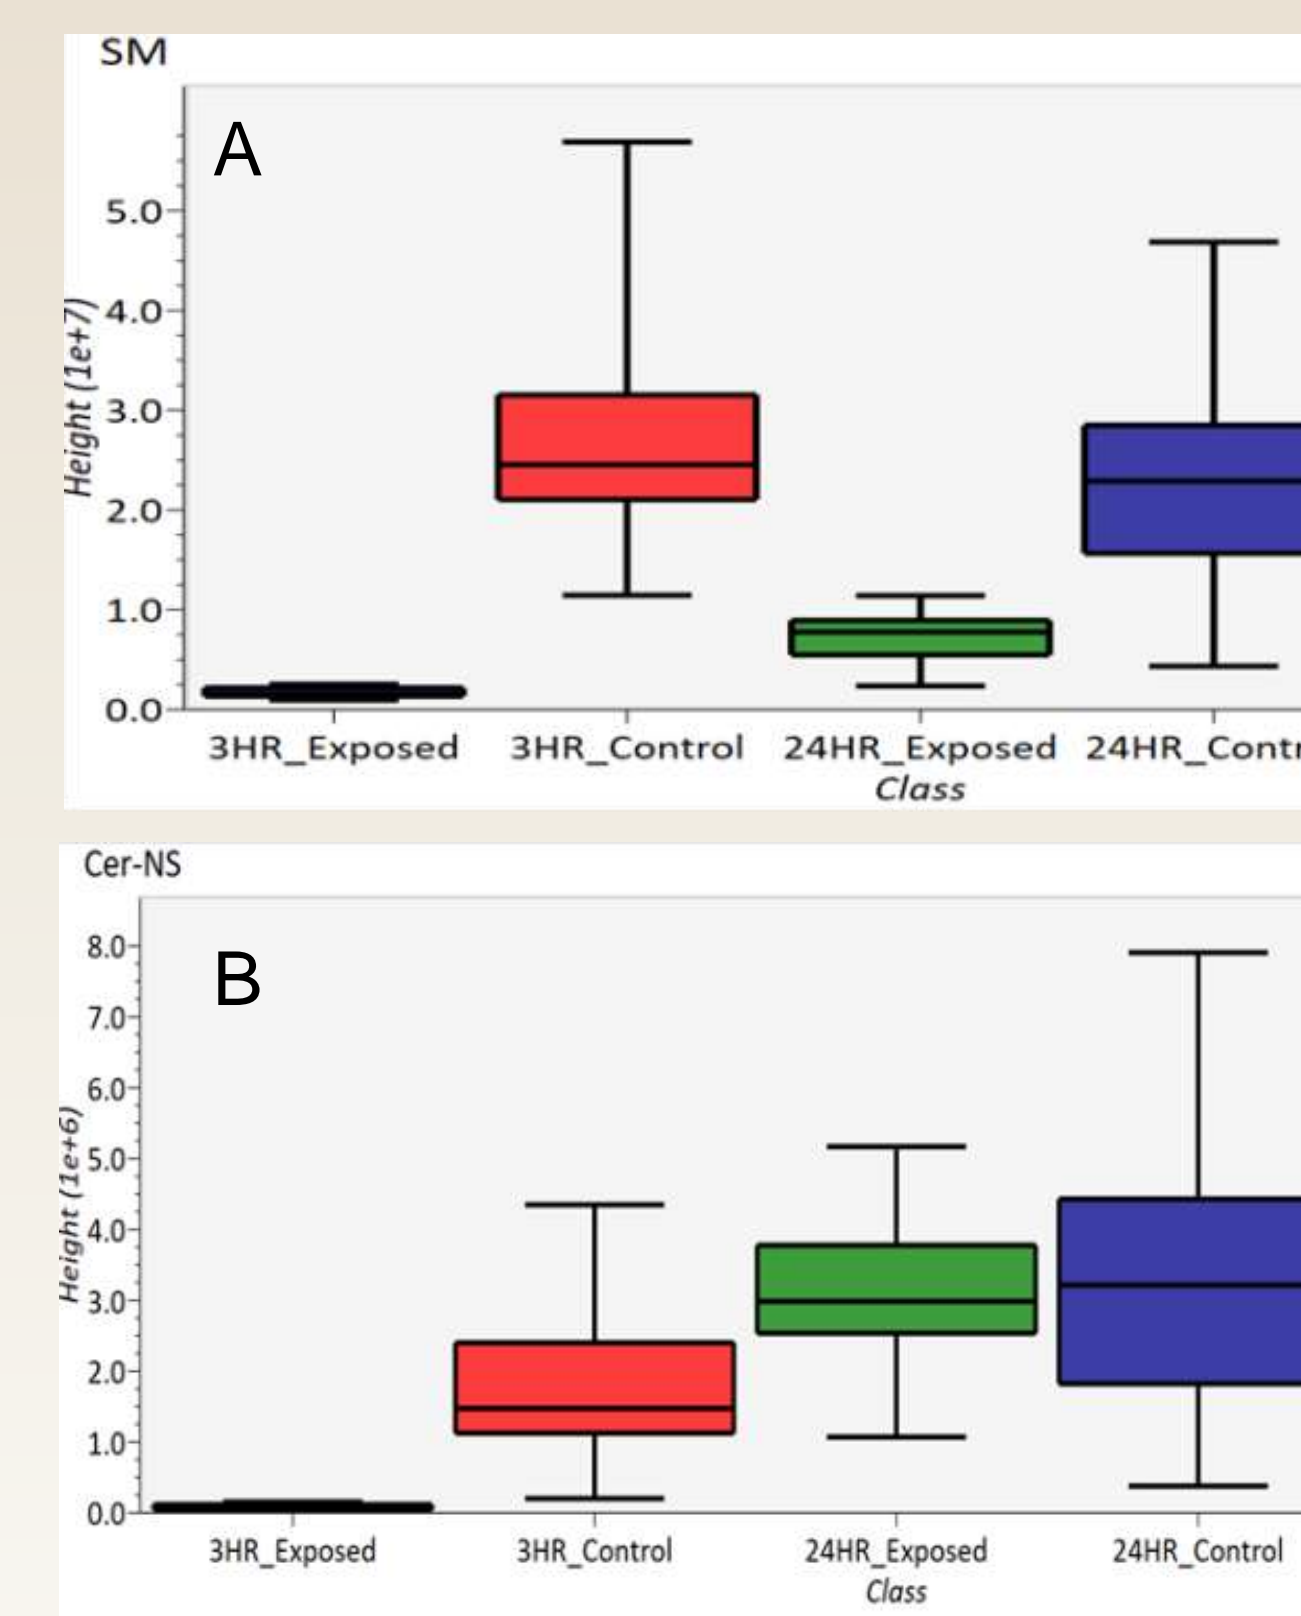 SM
A
5.0
4.0
3.0
2.0
1.0
0.0
Height (1e+7)
3HR_Exposed 3HR_Control 24HR_Exposed 24HR_Contr
Class
Cer-NS
B
8.0
7.0
6.0
5.0
4.0
3.0
2.0
1.0
0.0
Height (1e+6)
3HR_Exposed 3HR_Control 24HR_Exposed 24HR_Control
Class